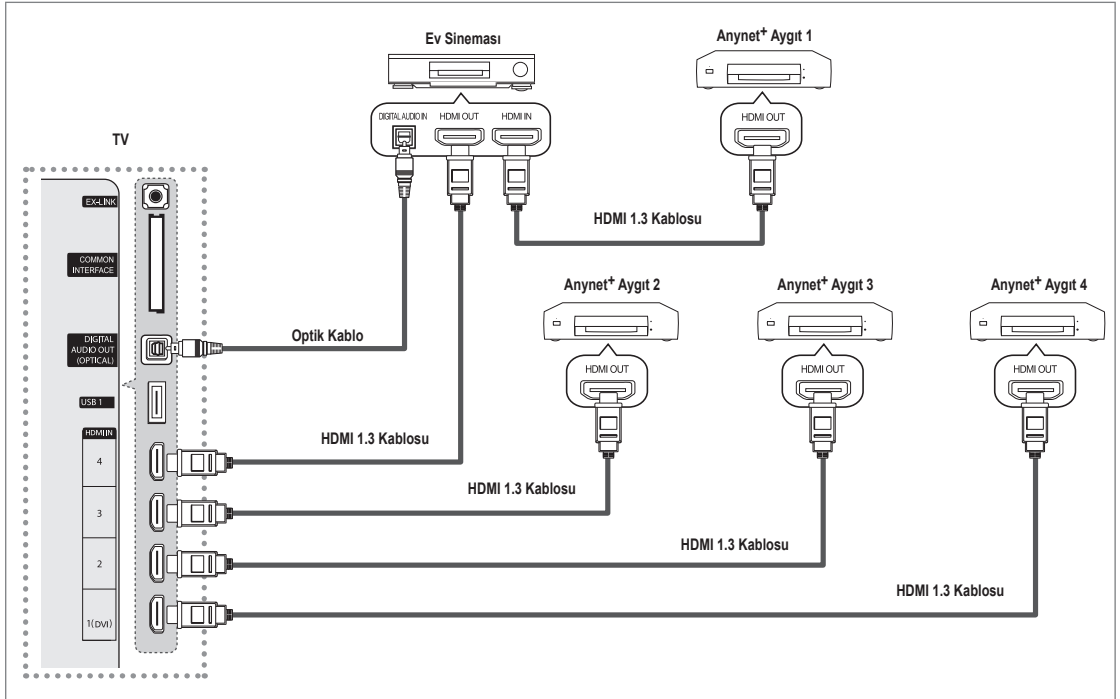 Ev Sineması
Anynet+ Aygıt 1
DIGITAL AUDIO IN
HDMI OUT
HDMI IN
HDMI OUT
TV
EX-LINK
HDMI 1.3 Kablosu
COMMON
INTERFACE
Anynet+ Aygıt 2
Anynet+ Aygıt 3
Anynet+ Aygıt 4
DIGITAL
AUDIO OUT
(OPTICAL)
Optik Kablo
HDMI OUT
HDMI OUT
HDMI OUT
USB 1
HDMI IN
HDMI 1.3 Kablosu
4
HDMI 1.3 Kablosu
3
HDMI 1.3 Kablosu
2
HDMI 1.3 Kablosu
1(DVI)